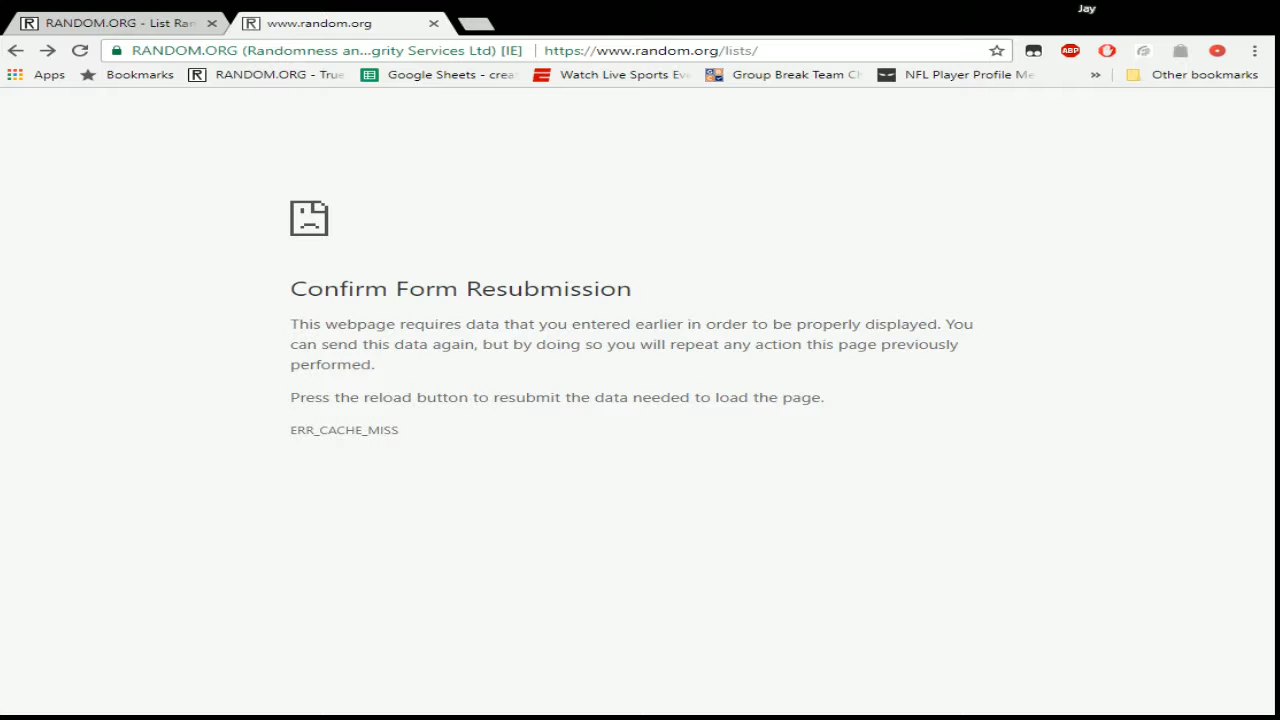 Jay
RANDOM.ORG - List Ran
www.random.org
RANDOM.ORG (Randomness an...grity Services Ltd) [IE] https://www.random.org/lists/
ABP
Apps Bookmarks RANDOM.ORG - True Google Sheets - crea Watch Live Sports Eve Group Break Team Ch NFL Player Profile Me » Other bookmarks
Confirm Form Resubmission
This webpage requires data that you entered earlier in order to be properly displayed. You
can send this data again, but by doing so you will repeat any action this page previously
performed.
Press the reload button to resubmit the data needed to load the page.
ERR_CACHE_MISS